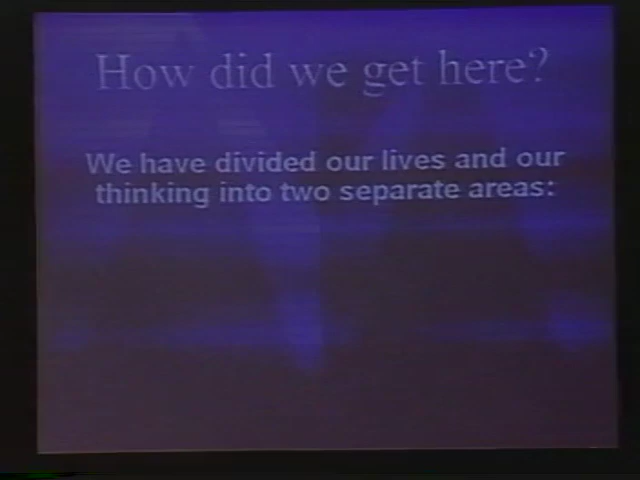 How did we get here?
We have divided our lives and our
thinking into two separate areas: